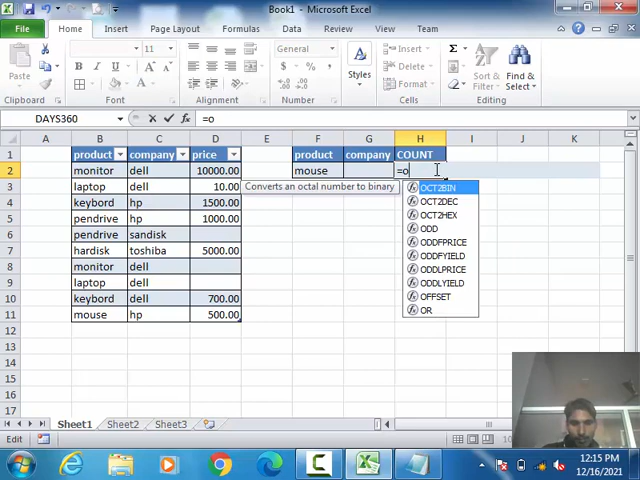 Book1 - Microsoft Excel
File Home Insert Page Layout Formulas Data Review View
Paste
Clipboard
11
B I U
Font
Alignment
General
$ % ,
Number
Styles
Insert
Delete
Format
Cells
Σ
Sort & Filter
Find & Select
Editing
DAYS360 fx =o
A B C D E F G H I J K
1 product company price product company COUNT
2 monitor dell 10000.00 mouse =o
3 laptop dell 10.00
Converts an octal number to binary
4 keybord hp 1500.00
5 pendrive hp 1000.00
6 pendrive sandisk
7 hardisk toshiba 5000.00
8 monitor dell
9 laptop dell
10 keybord dell 700.00
11 mouse hp 500.00
12
13
14
15
16
17
OCT2BIN
OCT2DEC
OCT2HEX
ODD
ODDFPRICE
ODDFYIELD
ODDLPRICE
ODDLYIELD
OFFSET
OR
Sheet1 Sheet2 Sheet3
Edit
12:15 PM
12/16/2021